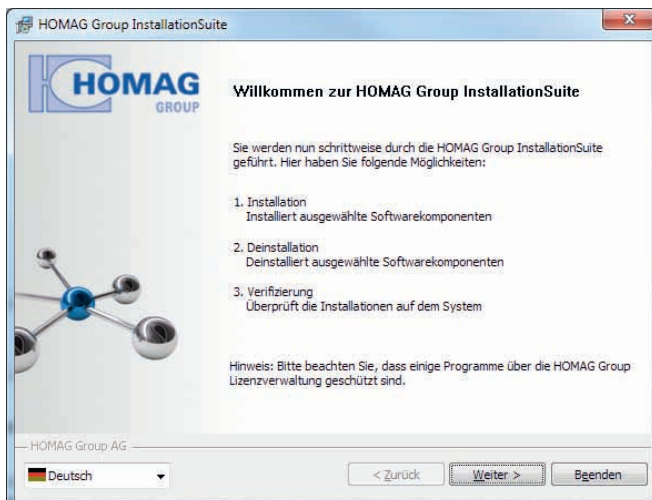 HOMAG Group InstallationSuite
HOMAG
GROUP
Willkommen zur HOMAG Group InstallationSuite
Sie werden nun schrittweise durch die HOMAG Group InstallationSuite
geführt. Hier haben Sie folgende Möglichkeiten:
1. Installation
Installiert ausgewählte Softwarekomponenten
2. Deinstallation
Deinstalliert ausgewählte Softwarekomponenten
3. Verifizierung
Überprüft die Installationen auf dem System
Hinweis: Bitte beachten Sie, dass einige Programme über die HOMAG Group
Lizenzverwaltung geschützt sind.
HOMAG Group AG
Deutsch
< Zurück
Weiter >
Beenden